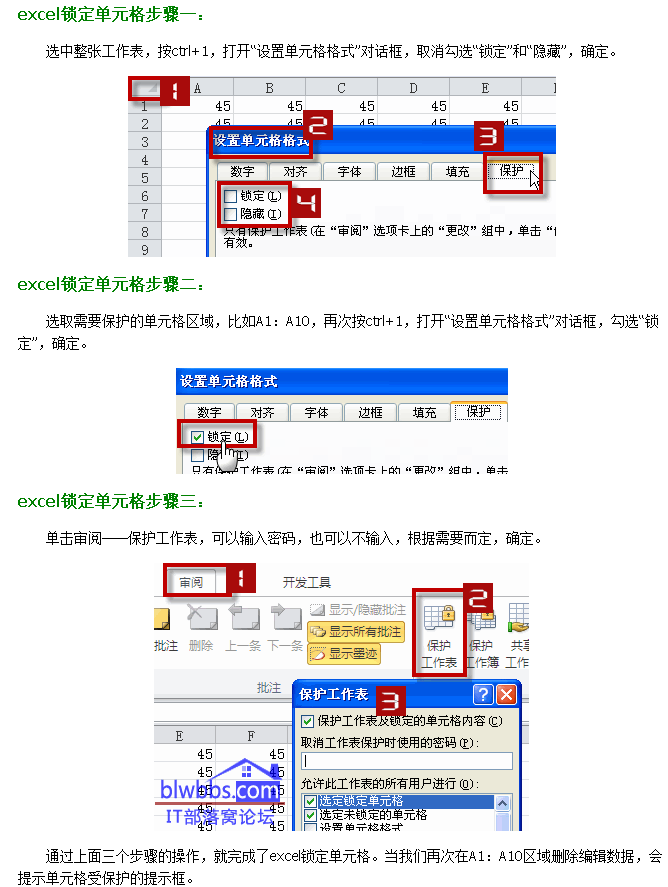 excel锁定单元格步骤一：
选中整张工作表，按ctrl+1，打开“设置单元格格式”对话框，取消勾选“锁定”和“隐藏”，确定。
1
A B C D E
2
3
1 45 45 45 45 45
2 45 45 45 45 45
设置单元格格式
3
4
5
6
7
8
9
数字 对齐 字体 边框 填充 保护
锁定(L)
4
隐藏(I)
只有保护工作表(在“审阅”选项卡上的“更改”组中，单击“
有效。
excel锁定单元格步骤二：
选取需要保护的单元格区域，比如A1：A10，再次按ctrl+1，打开“设置单元格格式”对话框，勾选“锁
定”，确定。
设置单元格格式
数字 对齐 字体 边框 填充 保护
锁定(L)
(I)
只有保护工作表(在“审阅”选项卡上的“更改”组中，单击
excel锁定单元格步骤三：
单击审阅——保护工作表，可以输入密码，也可以不输入，根据需要而定，确定。
审阅 1 开发工具
2
批注 删除 上一条 下一条
显示/隐藏批注
显示所有批注
显示墨迹
保护
工作表
保护
工作簿
共享
工作
批注
保护工作表 3
保护工作表及锁定的单元格内容(C)
取消工作表保护时使用的密码(P)：
允许此工作表的所有用户进行(O)：
选定锁定单元格
选定未锁定的单元格
设置单元格格式
E F
45 45
45 45
45 45
45 45
45 45
blwbbs.com
IT部落窝论坛
通过上面三个步骤的操作，就完成了excel锁定单元格。当我们再次在A1：A10区域删除编辑数据，会
提示单元格受保护的提示框。